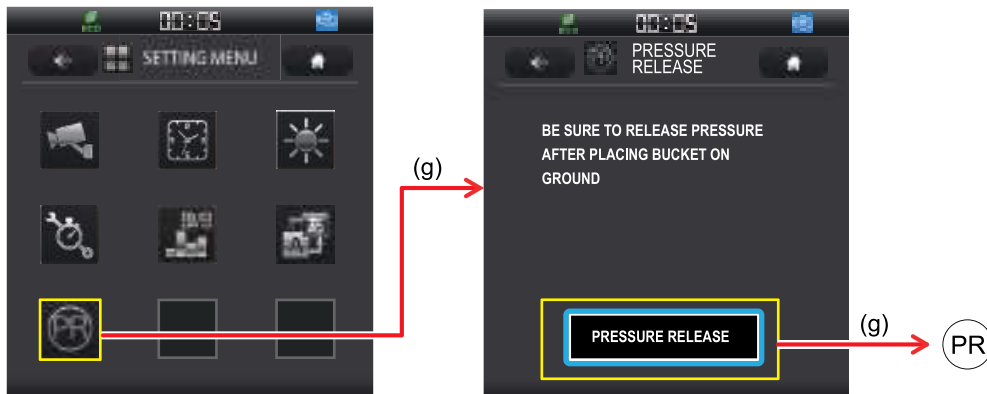 00:05
SETTING MENU
PR
(g)
00:05
PRESSURE
RELEASE
BE SURE TO RELEASE PRESSURE
AFTER PLACING BUCKET ON
GROUND
PRESSURE RELEASE
(g)
PR